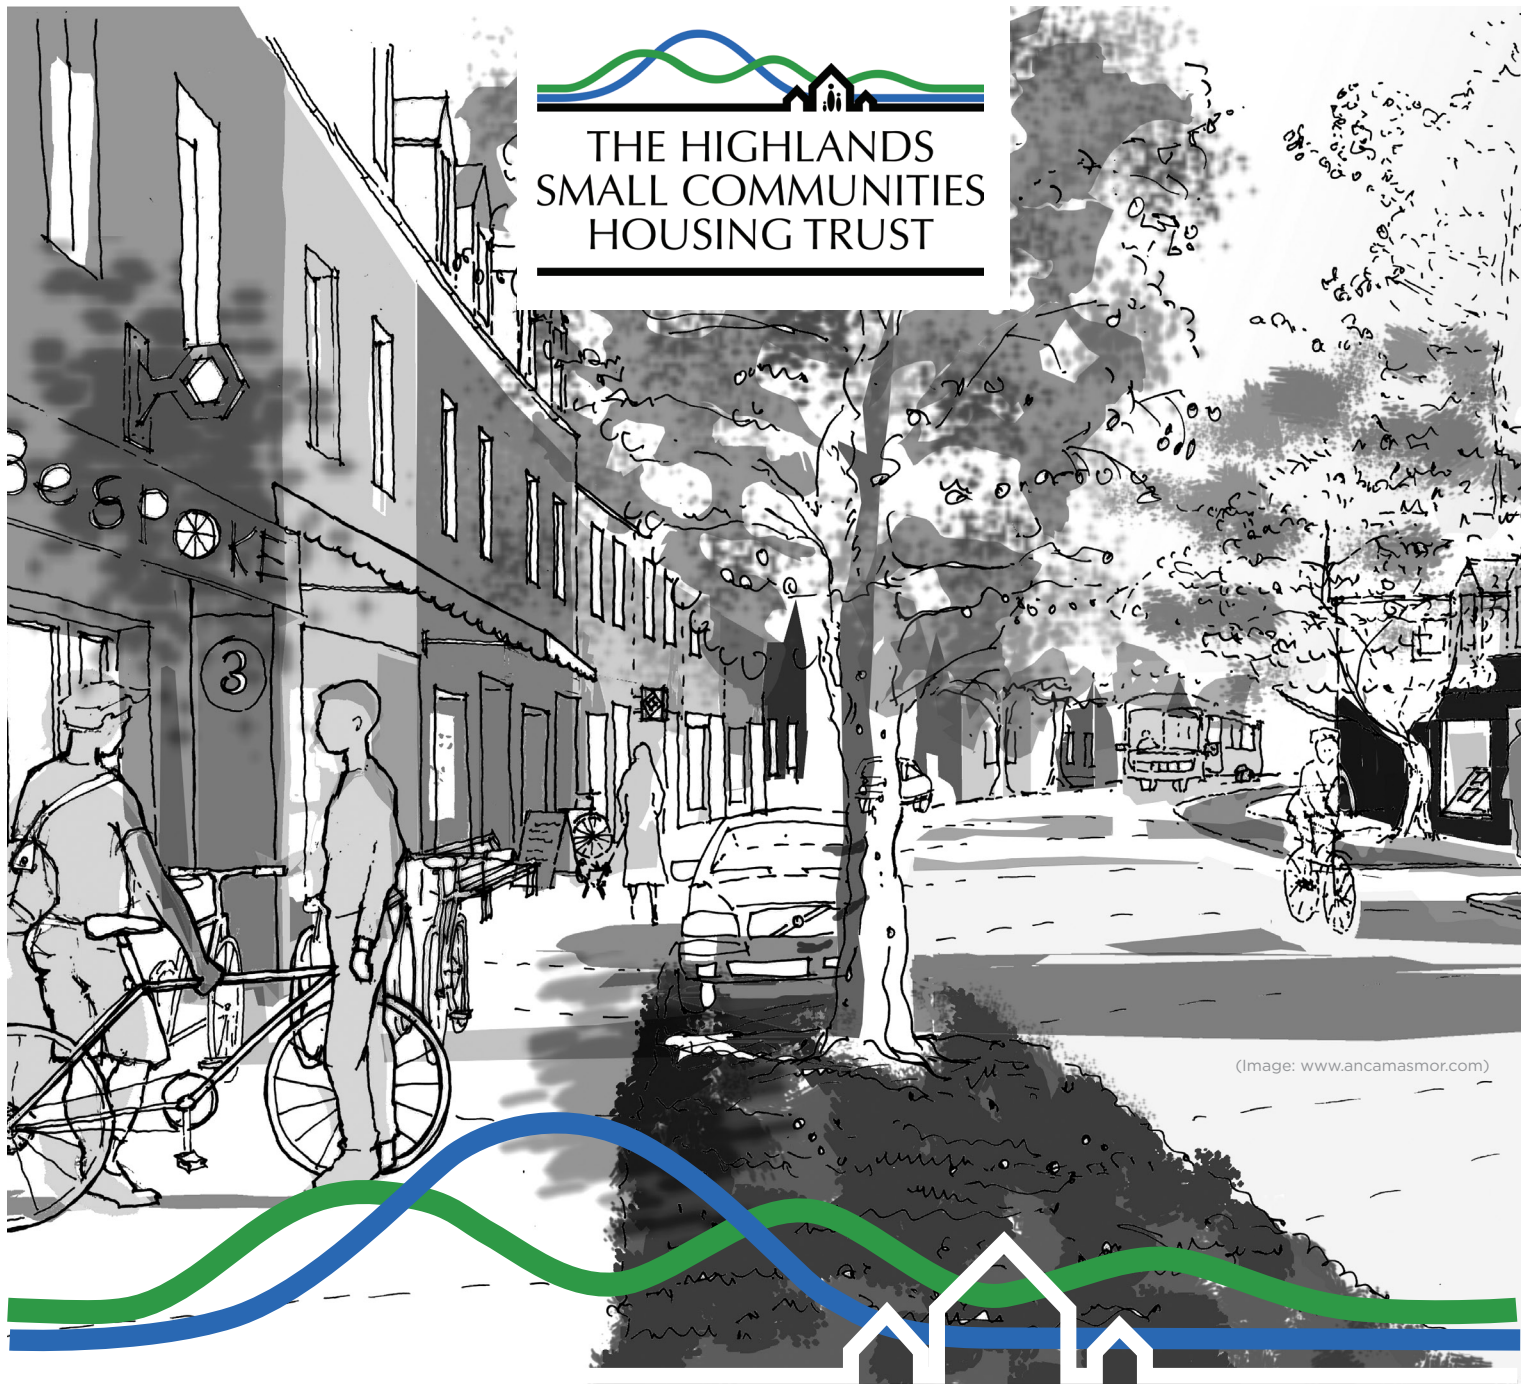 THE HIGHLANDS
SMALL COMMUNITIES
HOUSING TRUST
BeSPOKE
3
(Image: www.ancamasmor.com)